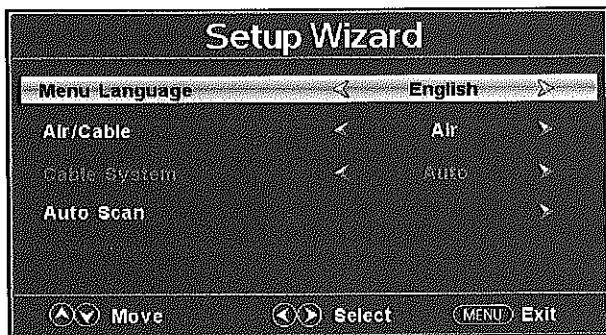 Setup Wizard
Menu Language English
Air/Cable Air
Cable System Auto
Auto Scan
Move Select MENU Exit